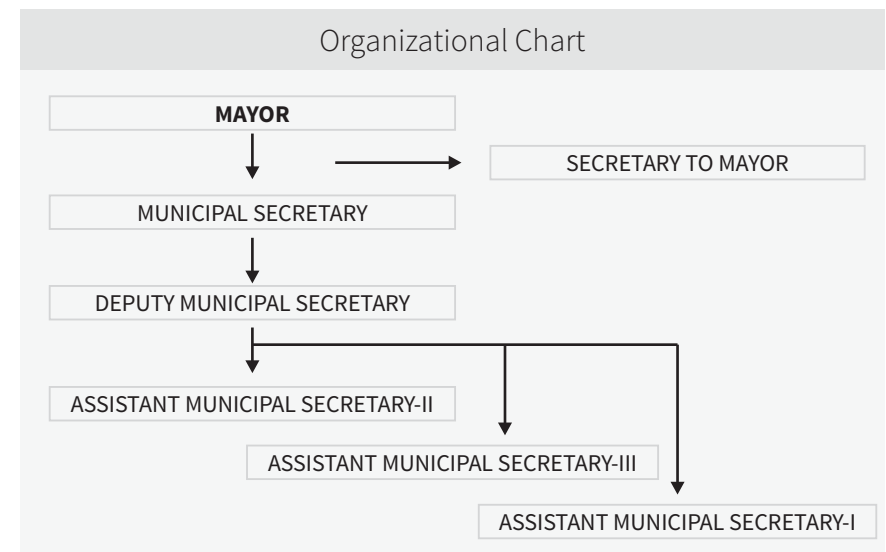 Organizational Chart
MAYOR
SECRETARY TO MAYOR
MUNICIPAL SECRETARY
DEPUTY MUNICIPAL SECRETARY
ASSISTANT MUNICIPAL SECRETARY-II
ASSISTANT MUNICIPAL SECRETARY-III
ASSISTANT MUNICIPAL SECRETARY-I